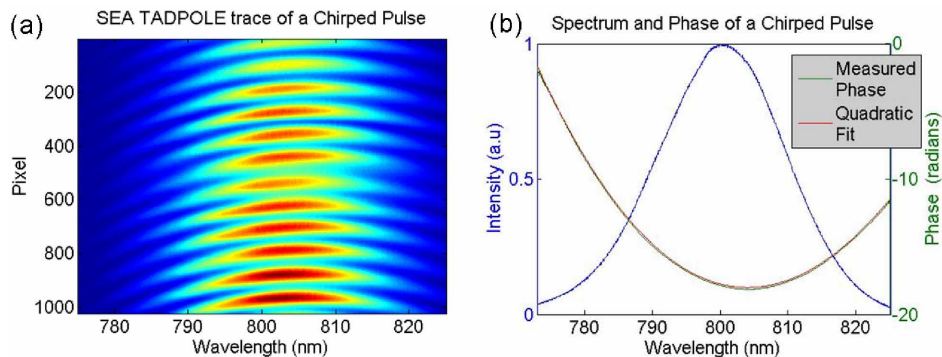 (a)
SEA TADPOLE trace of a Chirped Pulse
Pixel
200
400
600
800
1000
780
790
800
810
820
Wavelength (nm)
(b)
Spectrum and Phase of a Chirped Pulse
Intensity (a.u)
1
0.5
0
Measured
Phase
Quadratic
Fit
0
-10
-20
Phase (radians)
780
790
800
810
820
Wavelength (nm)